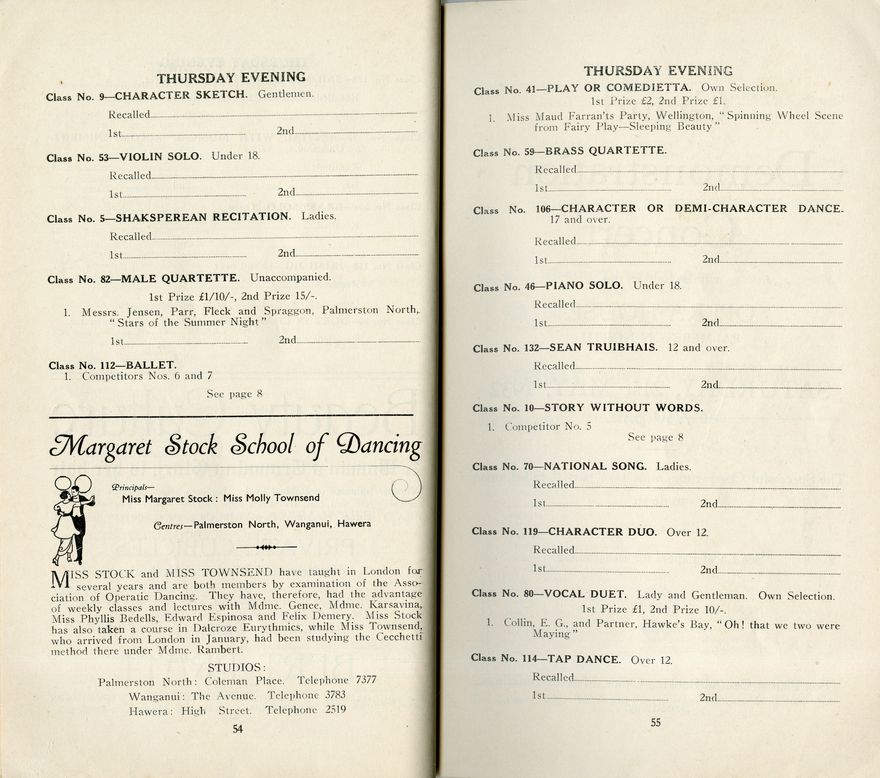 THURSDAY EVENING
Class No. 9—CHARACTER SKETCH. Gentlemen.
Recalled
1st 2nd
Class No. 53—VIOLIN SOLO. Under 18.
Recalled
1st 2nd
Class No. 5—SHAKSPEREAN RECITATION. Ladies.
Recalled
1st 2nd
Class No. 82—MALE QUARTETTE. Unaccompanied.
1st Prize £1/10/-, 2nd Prize 15/-.
1. Messrs. Jensen, Parr, Fleck and Spraggon, Palmerston North,
"Stars of the Summer Night"
1st 2nd
Class No. 112—BALLET.
1. Competitors Nos. 6 and 7
See page 8
Margaret Stock School of Dancing
Principals—
Miss Margaret Stock : Miss Molly Townsend
Centres—Palmerston North, Wanganui, Hawera
MISS STOCK and MISS TOWNSEND have taught in London for
several years and are both members by examination of the Asso-
ciation of Operatic Dancing. They have, therefore, had the advantage
of weekly classes and lectures with Mdme. Genee, Mdme. Karsavina,
Miss Phyllis Bedells, Edward Espinosa and Felix Demery. Miss Stock
has also taken a course in Dalcroze Eurythmics, while Miss Townsend,
who arrived from London in January, had been studying the Cecchetti
method there under Mdme. Rambert.
STUDIOS :
Palmerston North : Coleman Place. Telephone 7377
Wanganui : The Avenue. Telephone 3783
Hawera : High Street. Telephone 2519
54
THURSDAY EVENING
Class No. 41—PLAY OR COMEDIETTA. Own Selection.
1st Prize £2, 2nd Prize £1.
1. Miss Maud Farran'ts Party, Wellington, "Spinning Wheel Scene
from Fairy Play—Sleeping Beauty"
Class No. 59—BRASS QUARTETTE.
Recalled
1st 2nd
Class No. 106—CHARACTER OR DEMI-CHARACTER DANCE.
17 and over.
Recalled
1st 2nd
Class No. 46—PIANO SOLO. Under 18.
Recalled
1st 2nd
Class No. 132—SEAN TRUIBHAIS. 12 and over.
Recalled
1st 2nd
Class No. 10—STORY WITHOUT WORDS.
1. Competitor No. 5
See page 8
Class No. 70—NATIONAL SONG. Ladies.
Recalled
1st 2nd
Class No. 119—CHARACTER DUO. Over 12.
Recalled
1st 2nd
Class No. 80—VOCAL DUET. Lady and Gentleman. Own Selection.
1st Prize £1, 2nd Prize 10/-.
1. Collin, E. G., and Partner, Hawke's Bay, "Oh! that we two were
Maying"
Class No. 114—TAP DANCE. Over 12.
Recalled
1st 2nd
55